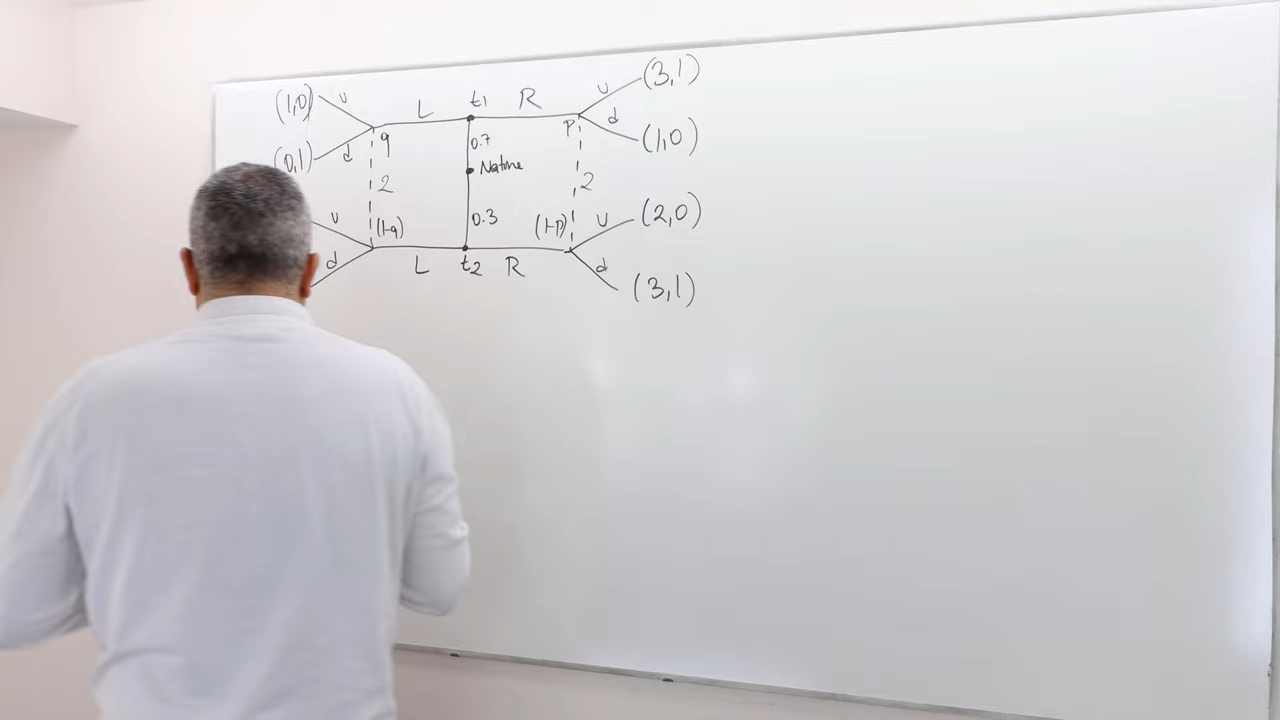 (1,0) u L t1 R u (3,1)
q P d
(0,1) d 0.7 (1,0)
Nature
2 2
u (1-q) 0.3 (1-p) u (2,0)
d L t2 R d
(3,1)